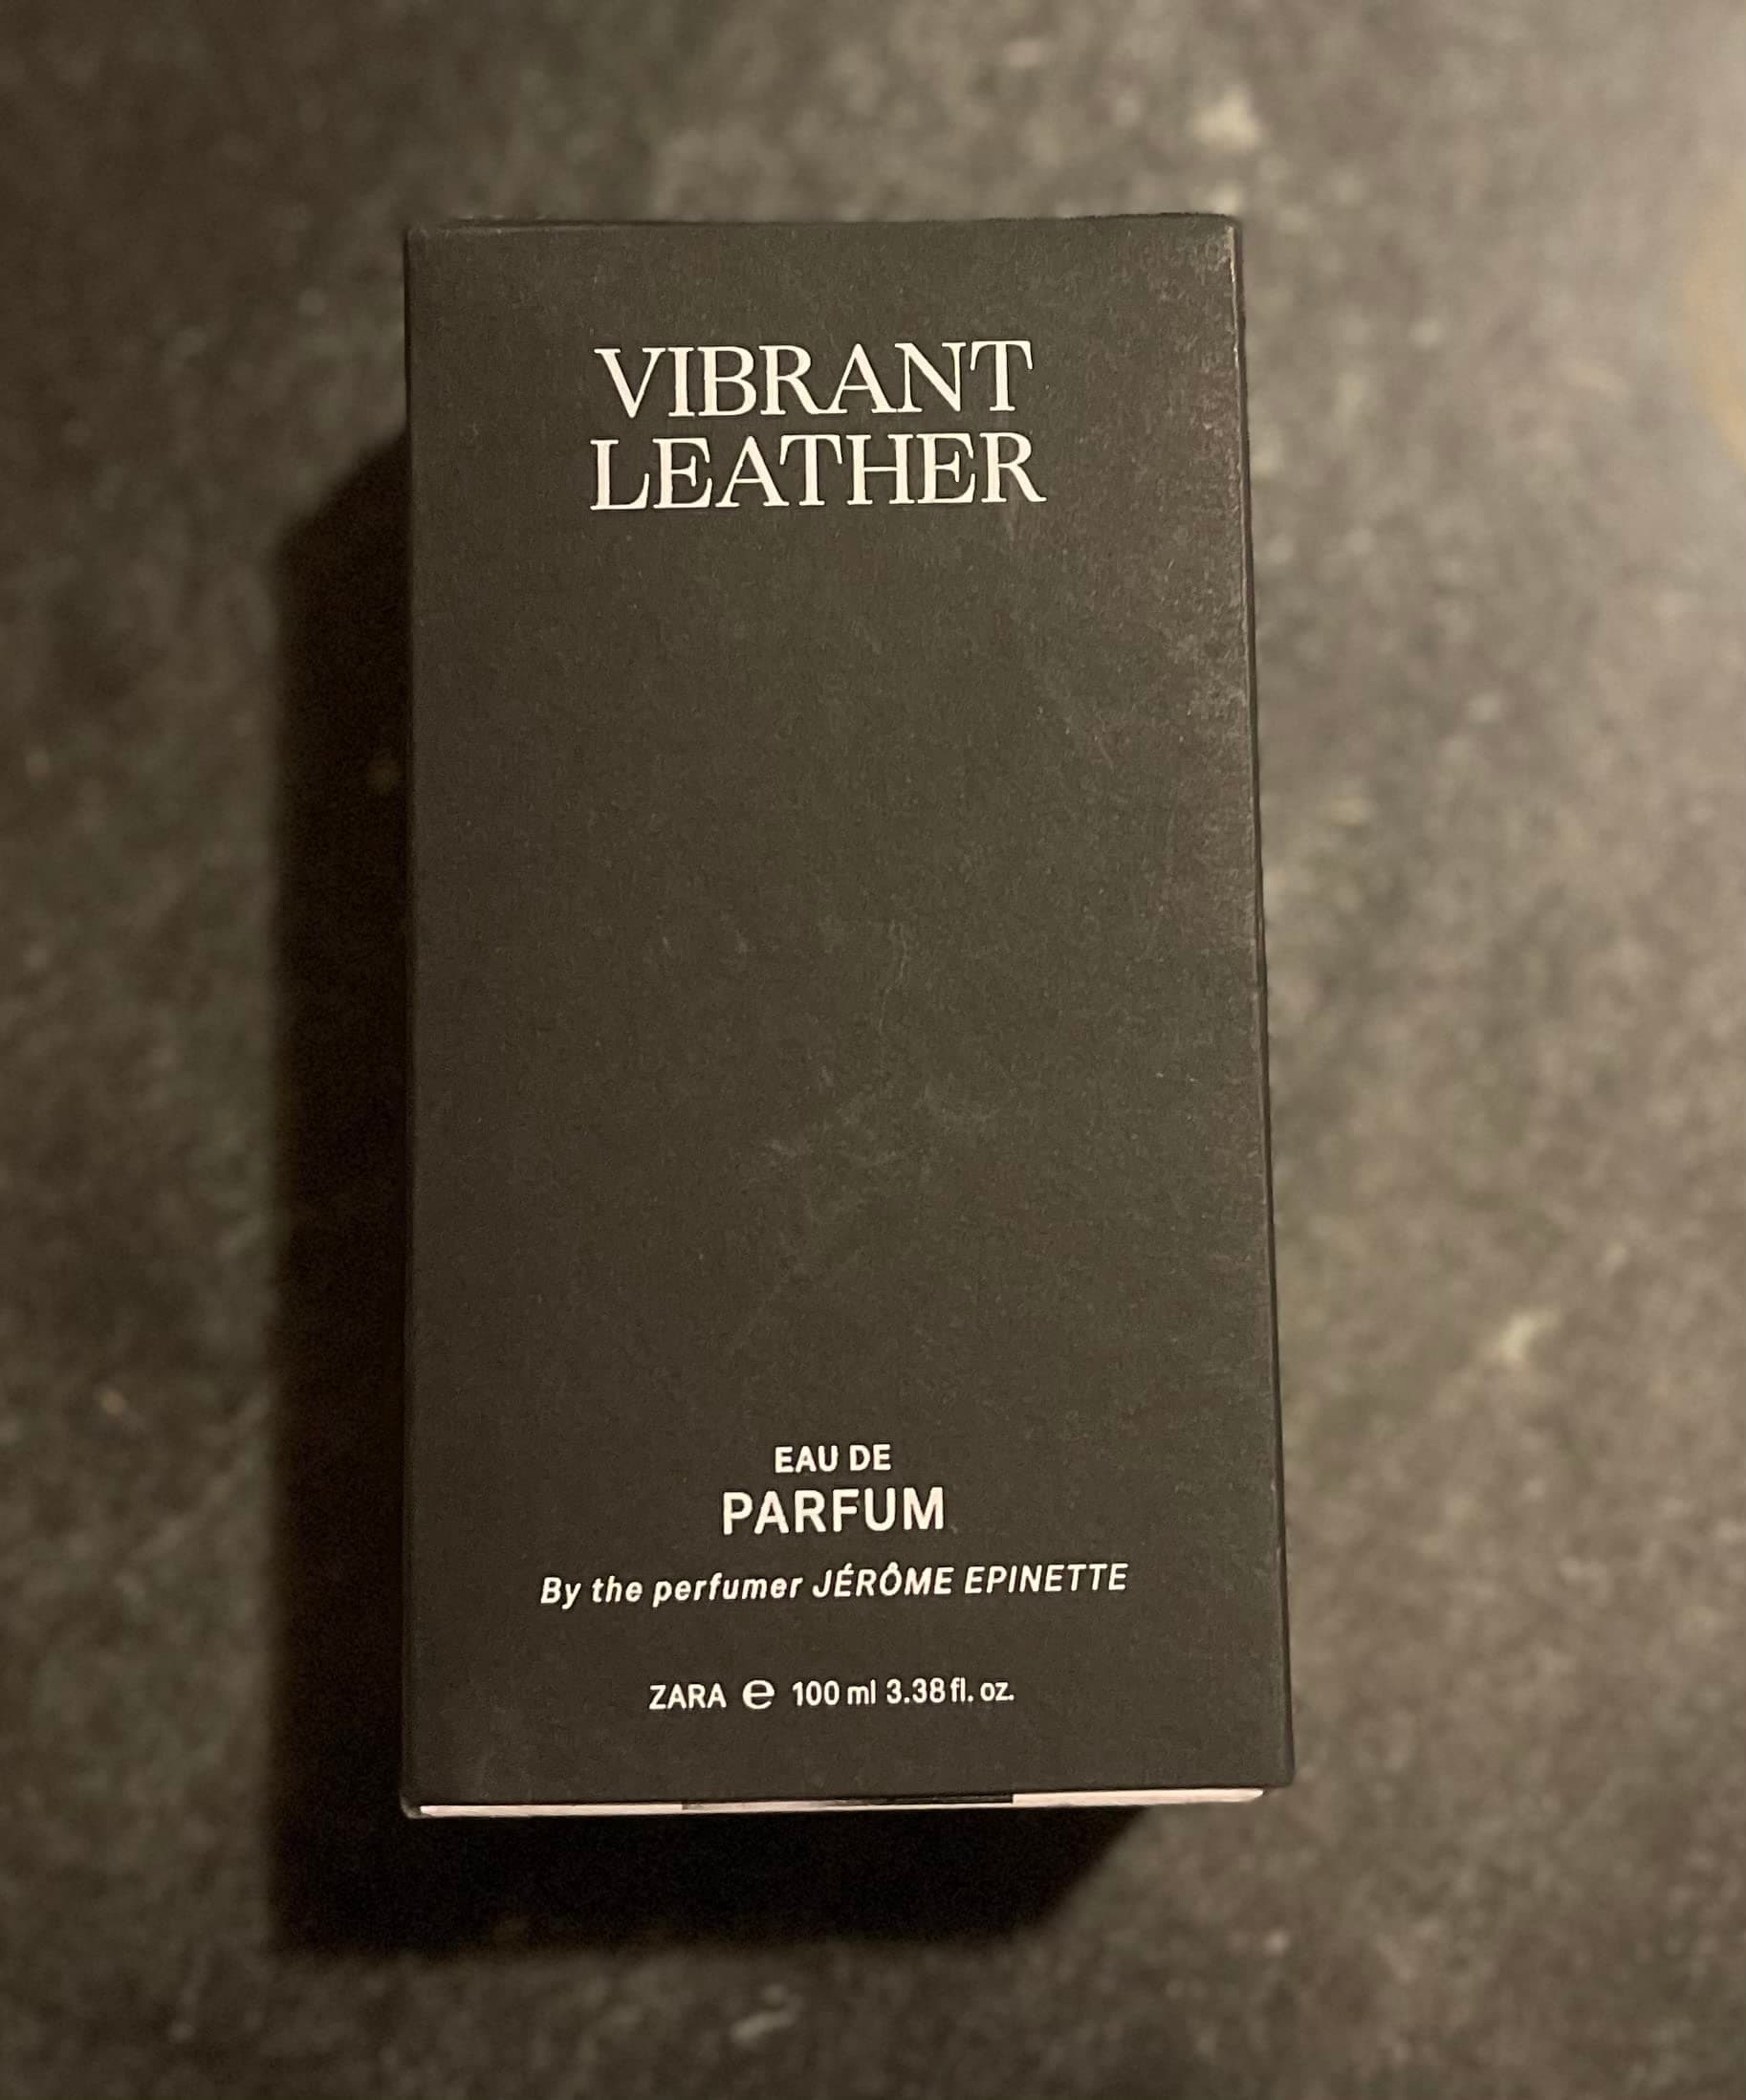 VIBRANT
LEATHER
EAU DE
PARFUM
By the perfumer JÉRÔME EPINETTE
ZARA ℮ 100 ml 3.38 fl. oz.